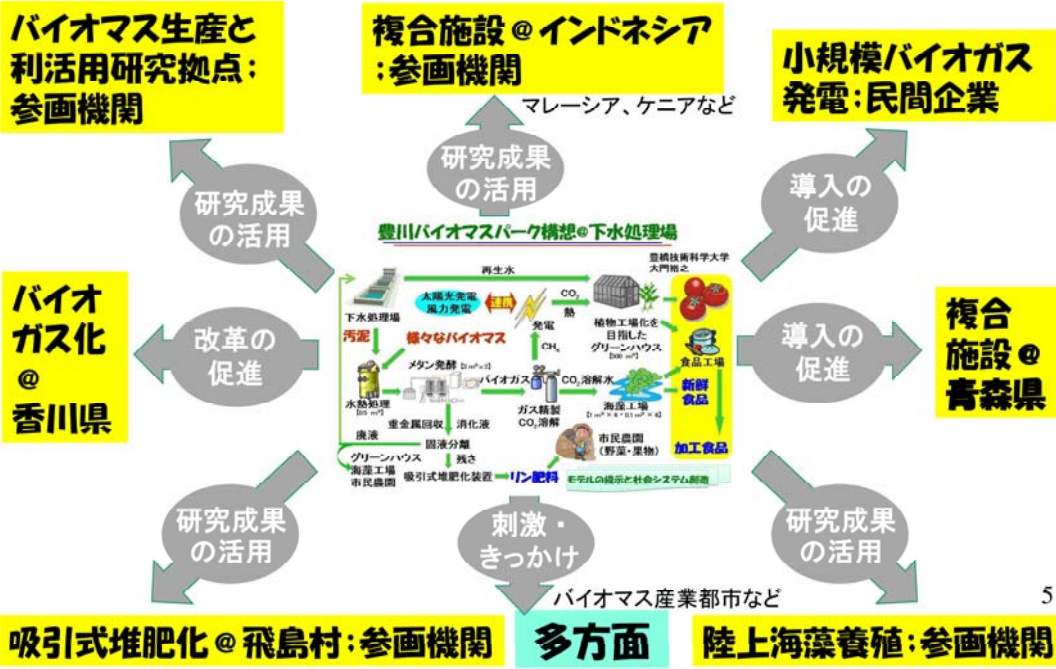 バイオマス生産と
利活用研究拠点：
参画機関
複合施設@インドネシア
：参画機関
マレーシア、ケニアなど
小規模バイオガス
発電：民間企業
研究成果
の活用
研究成果
の活用
導入の
促進
豊川バイオマスパーク構想@下水処理場
豊橋技術科学大学
大門裕之
再生水
太陽光発電
風力発電
連携
CO₂
熱
発電
CH₄
下水処理場
汚泥
様々なバイオマス
植物工場化を
目指した
グリーンハウス
【300 m²】
食品工場
メタン発酵【3 m³×2】
バイオガス
CO₂溶解水
新鮮
食品
水熱処理
【0.5 m³】
ガス精製
CO₂溶解
海藻工場
【1 m³×6・0.1 m³×6】
重金属回収
消化液
廃液
固液分離
市民農園
（野菜・果物）
加工食品
グリーンハウス
海藻工場
市民農園
残さ
吸引式堆肥化装置
リン肥料
モデルの提示と社会システム創造
バイオ
ガス化
@
香川県
改革の
促進
導入の
促進
複合
施設@
青森県
研究成果
の活用
刺激・
きっかけ
研究成果
の活用
バイオマス産業都市など
5
吸引式堆肥化@飛島村：参画機関
多方面
陸上海藻養殖：参画機関